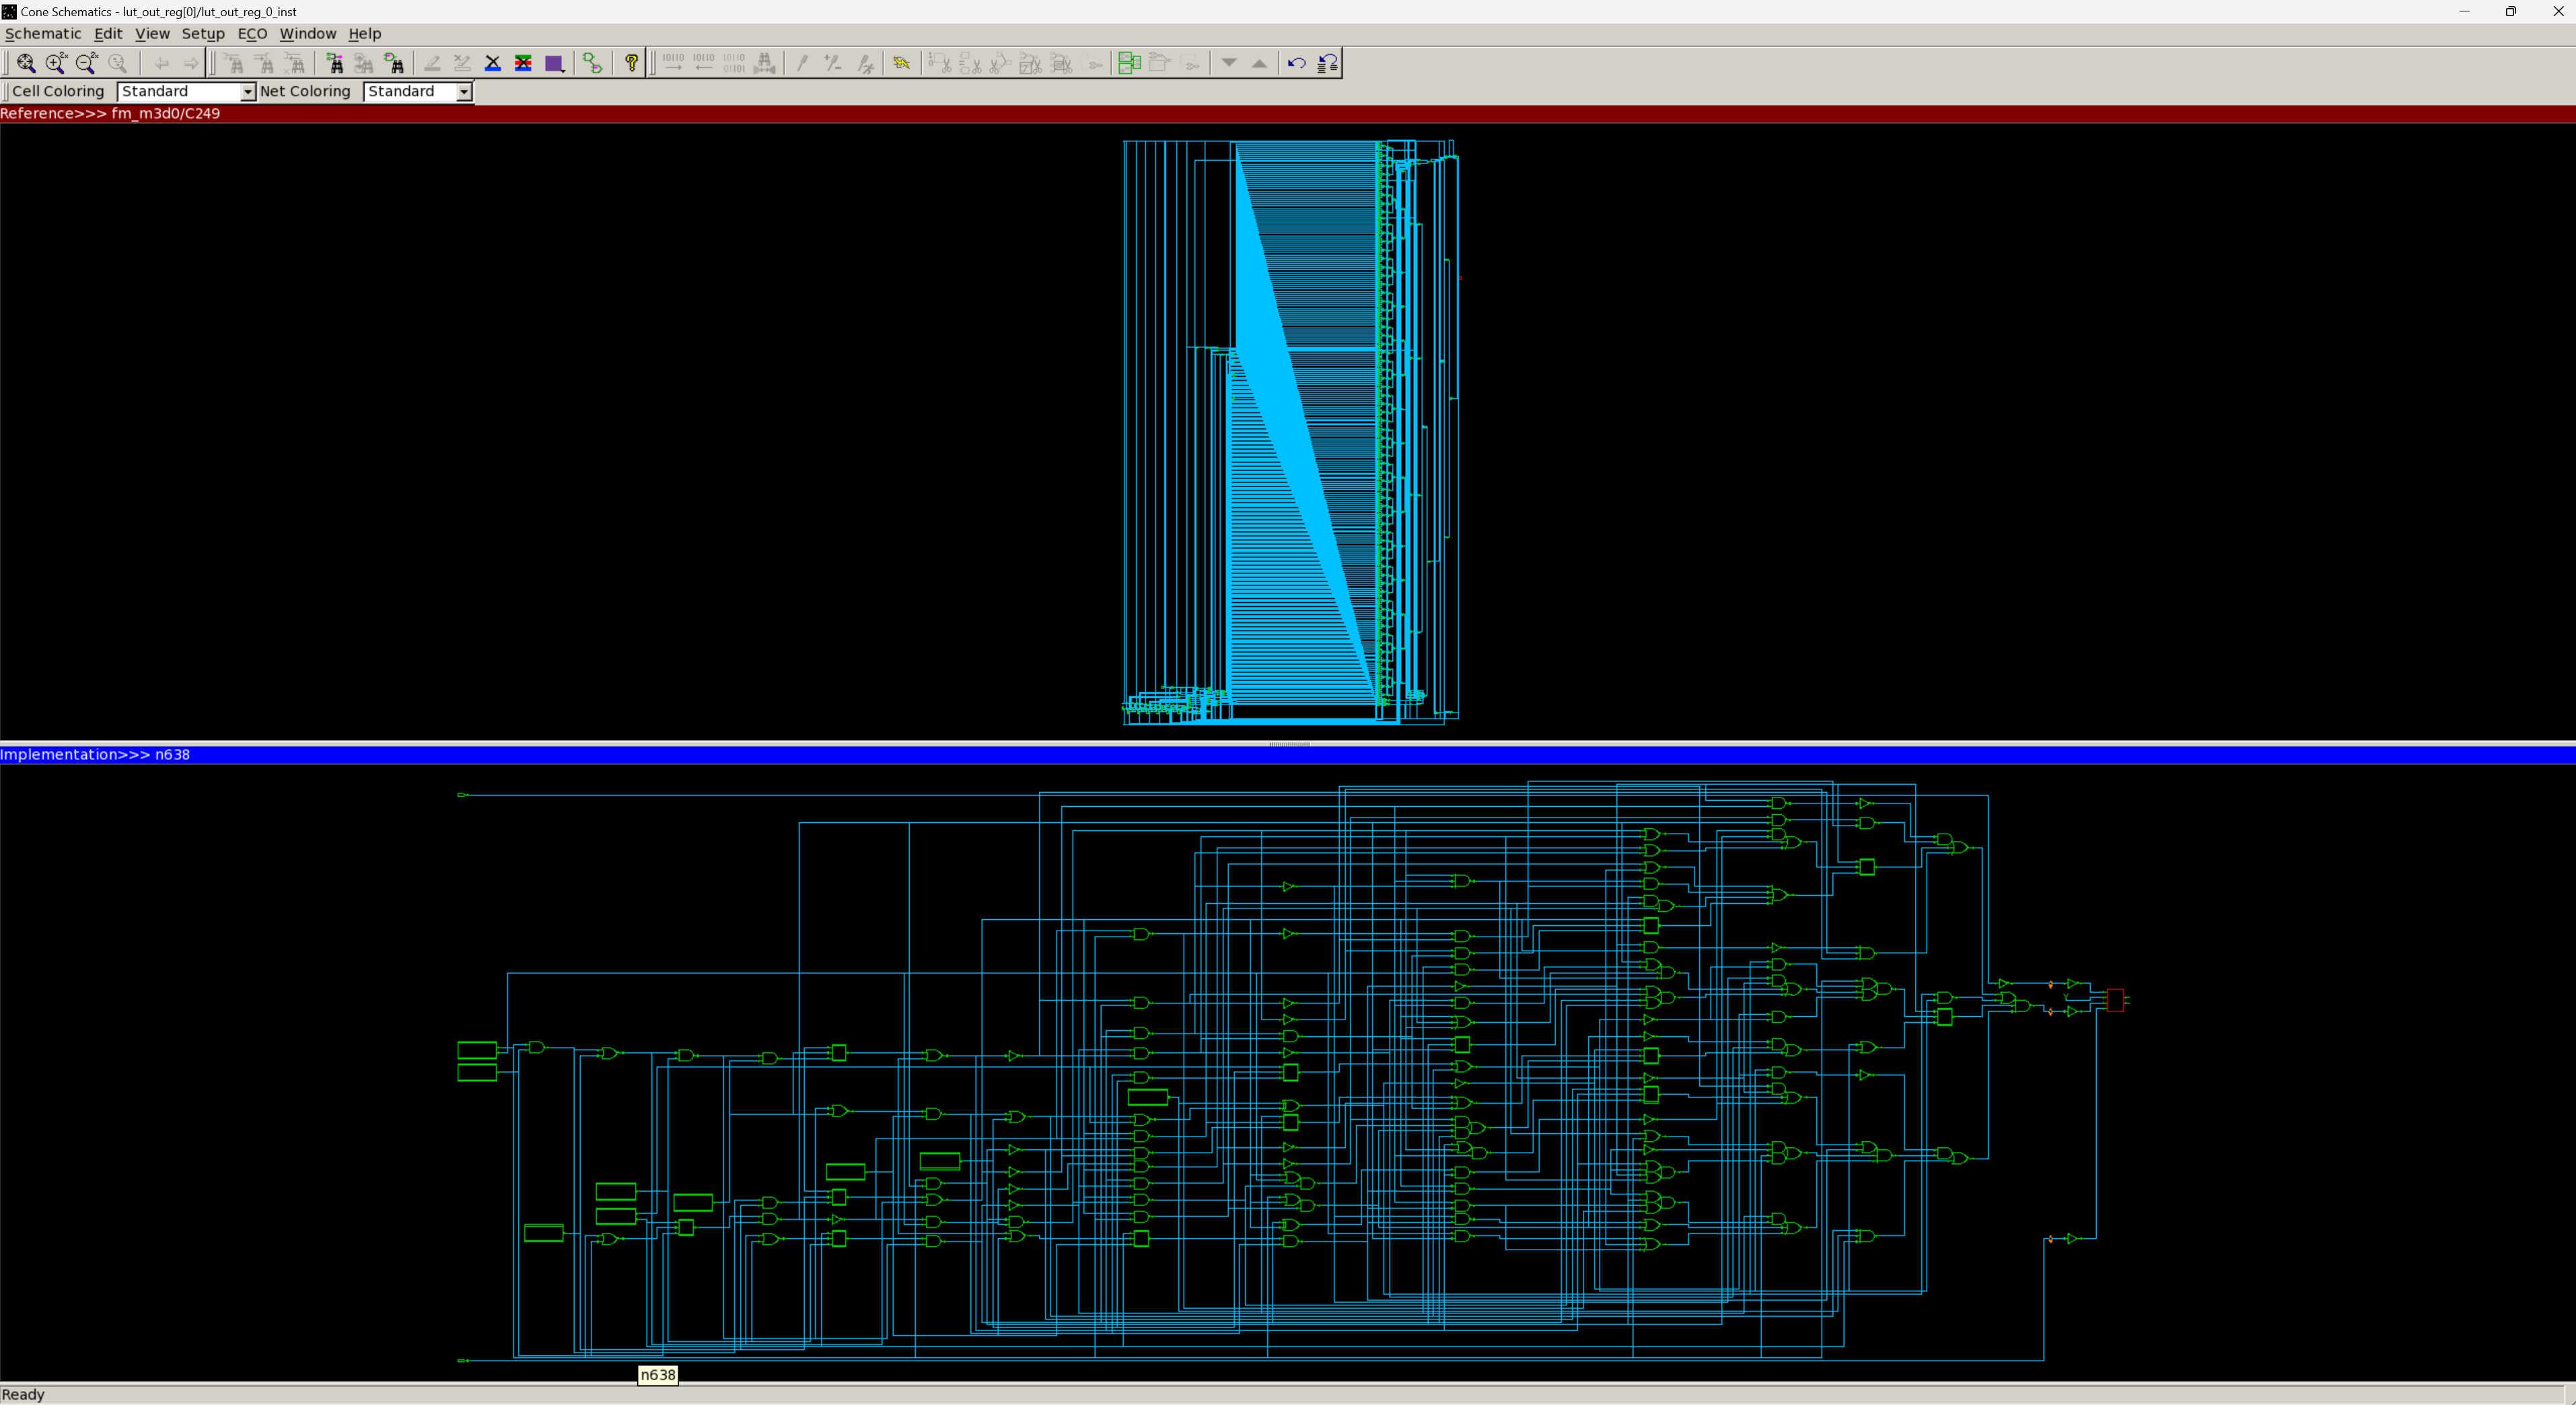 Cone Schematics - lut_out_reg[0]/lut_out_reg_0_inst
Schematic Edit View Setup ECO Window Help
Cell Coloring Standard Net Coloring Standard
Reference>>> fm_m3d0/C249
Implementation>>> n638
n638
Ready